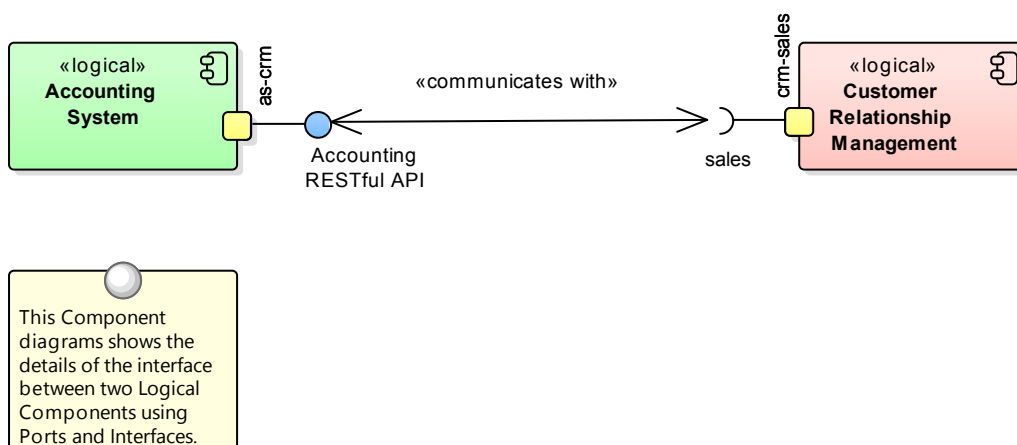 «logical»
Accounting
System
as-crm
«communicates with»
Accounting
RESTful API
sales
crm-sales
«logical»
Customer
Relationship
Management
This Component
diagrams shows the
details of the interface
between two Logical
Components using
Ports and Interfaces.